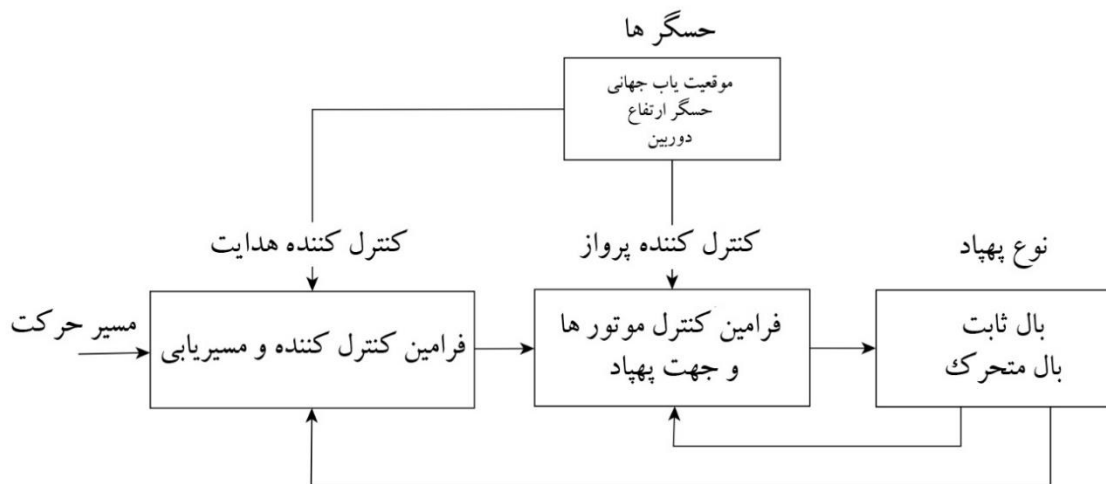 حسگر ها
موقعیت یاب جهانی
حسگر ارتفاع
دوربین
نوع پهپاد
کنترل کننده پرواز
کنترل کننده هدایت
بال ثابت
بال متحرک
فرامین کنترل موتور ها
و جهت پهپاد
فرامین کنترل کننده و مسیریابی
مسیر حرکت